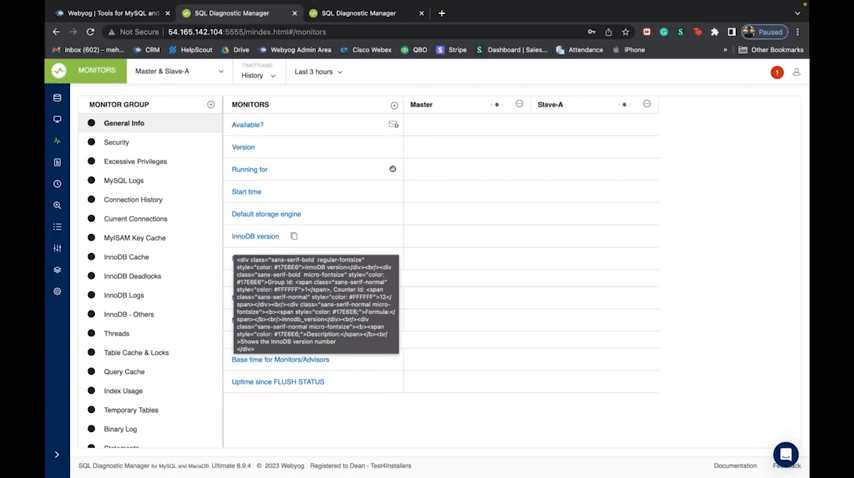 Webyog | Tools for MySQL and
SQL Diagnostic Manager
SQL Diagnostic Manager
Not Secure
54.165.142.104:5555/mindex.html#/monitors
Paused
Inbox (602) - meh...
CRM
HelpScout
Drive
Webyog Admin Area
Cisco Webex
QBO
Stripe
Dashboard | Sales...
Attendance
iPhone
»
Other Bookmarks
MONITORS
Master & Slave-A
TIMEFRAME
History
Last 3 hours
1
MONITOR GROUP
General Info
Security
Excessive Privileges
MySQL Logs
Connection History
Current Connections
MyISAM Key Cache
InnoDB Cache
InnoDB Deadlocks
InnoDB Logs
InnoDB - Others
Threads
Table Cache & Locks
Query Cache
Index Usage
Temporary Tables
Binary Log
Statements
MONITORS
Master
Slave-A
Available?
Version
Running for
Start time
Default storage engine
InnoDB version
<div class="sans-serif-bold regular-fontsize"
style="color: #17E6E6">InnoDB version</div><br/><div
class="sans-serif-bold micro-fontsize" style="color:
#17E6E6">Group Id: <span class="sans-serif-normal"
style="color: #FFFFFF">1</span>, Counter Id: <span
class="sans-serif-normal" style="color: #FFFFFF">12</
span></div><br/><div class="sans-serif-normal micro-
fontsize"><b><span style="color: #17E6E6;">Formula:</
span></b><br/>innodb_version</div><br/><div
class="sans-serif-normal micro-fontsize"><b><span
style="color: #17E6E6;">Description:</span></b><br/
>Shows the InnoDB version number
</div>
Base time for Monitors/Advisors
Uptime since FLUSH STATUS
SQL Diagnostic Manager for MySQL and MariaDB Ultimate 8.9.4 © 2023 Webyog Registered to Dean - Test4Installers
Documentation